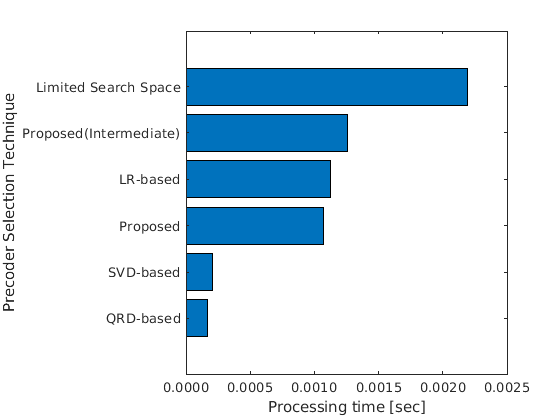 Precoder Selection Technique
Limited Search Space
Proposed(Intermediate)
LR-based
Proposed
SVD-based
QRD-based
0.0000 0.0005 0.0010 0.0015 0.0020 0.0025
Processing time [sec]